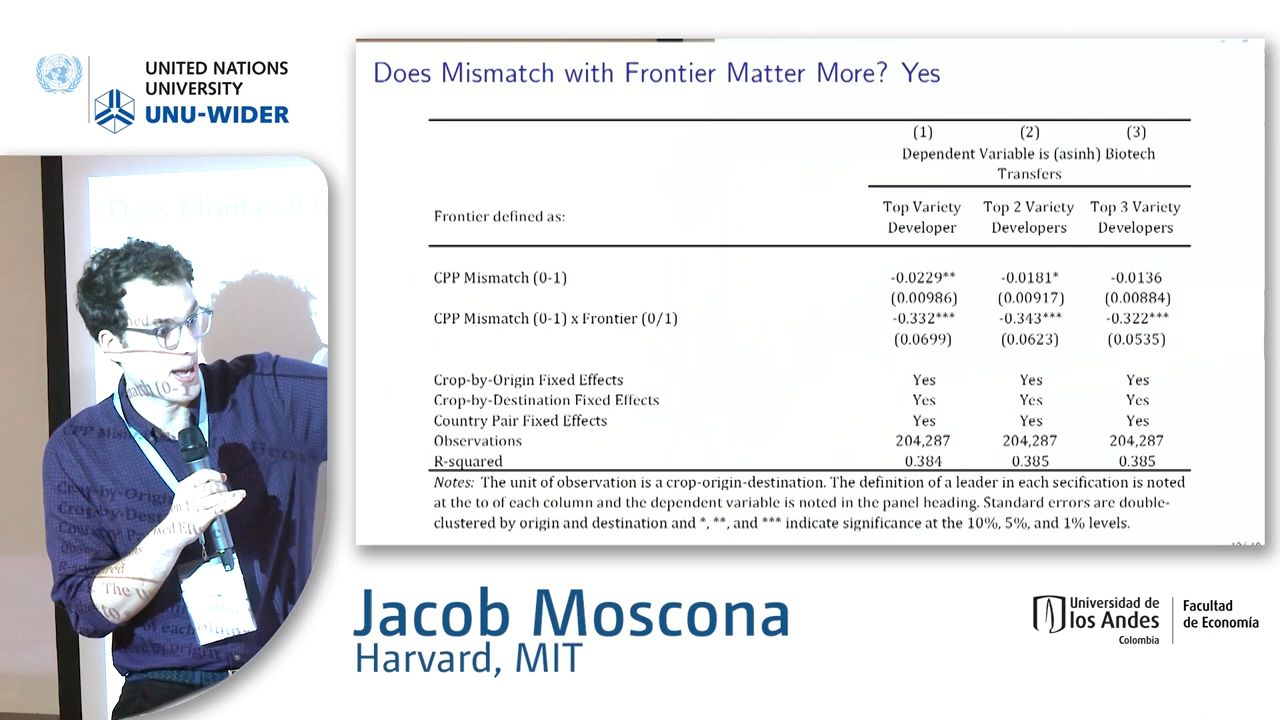 UNITED NATIONS
UNIVERSITY
UNU-WIDER
Does Mismatch with Frontier Matter More? Yes
(1) (2) (3)
Dependent Variable is (asinh) Biotech
Transfers
Frontier defined as:
Top Variety Developer
Top 2 Variety Developers
Top 3 Variety Developers
CPP Mismatch (0-1) -0.0229** -0.0181* -0.0136
(0.00986) (0.00917) (0.00884)
CPP Mismatch (0-1) x Frontier (0/1) -0.332*** -0.343*** -0.322***
(0.0699) (0.0623) (0.0535)
Crop-by-Origin Fixed Effects Yes Yes Yes
Crop-by-Destination Fixed Effects Yes Yes Yes
Country Pair Fixed Effects Yes Yes Yes
Observations 204,287 204,287 204,287
R-squared 0.384 0.385 0.385
Notes: The unit of observation is a crop-origin-destination. The definition of a leader in each secification is noted
at the to of each column and the dependent variable is noted in the panel heading. Standard errors are double-
clustered by origin and destination and *, **, and *** indicate significance at the 10%, 5%, and 1% levels.
Jacob Moscona
Harvard, MIT
Universidad de
los Andes
Colombia
Facultad
de Economía